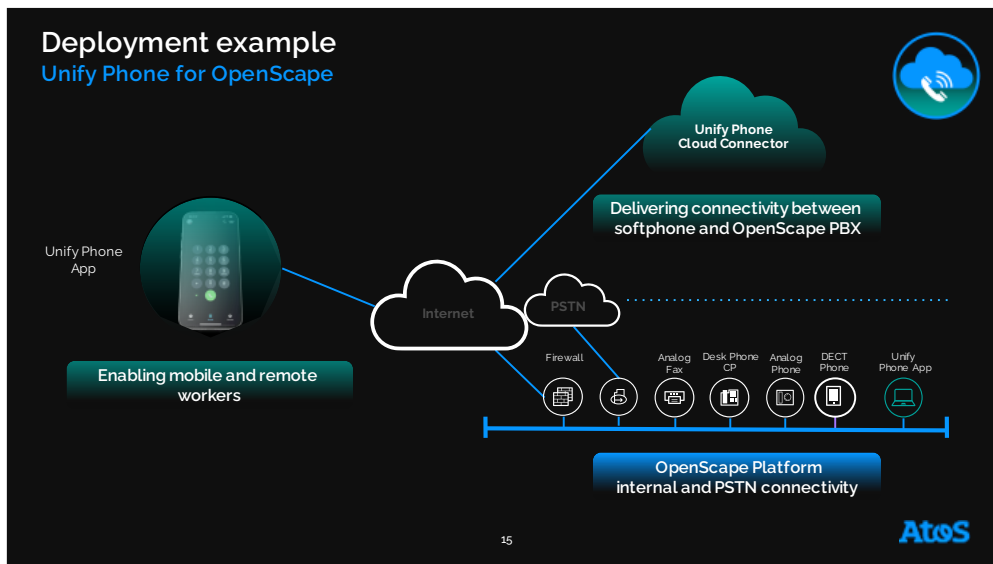 Deployment example
Unify Phone for OpenScape
Unify Phone
Cloud Connector
Delivering connectivity between
softphone and OpenScape PBX
Unify Phone
App
Internet
PSTN
Enabling mobile and remote
workers
Firewall
Analog
Fax
Desk Phone
CP
Analog
Phone
DECT
Phone
Unify
Phone App
OpenScape Platform
internal and PSTN connectivity
15
Atos